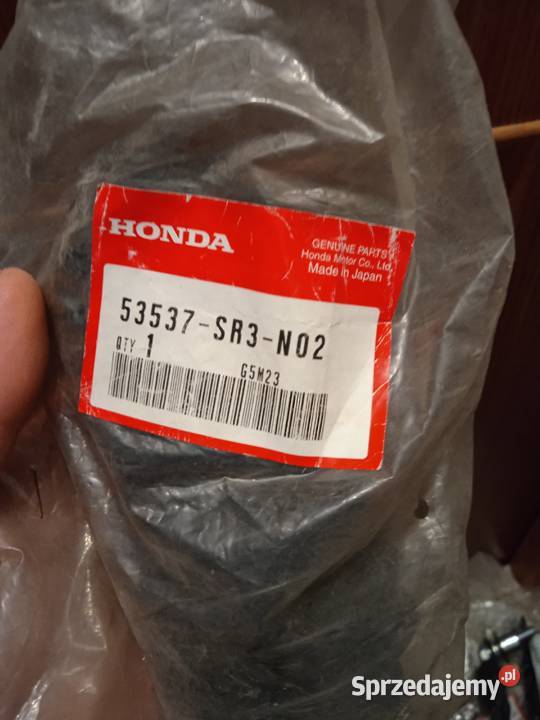 HONDA
GENUINE PARTS
Honda Motor Co., Ltd.
Made in Japan
53537-SR3-N02
QTY 1
G5M23
Sprzedajemy.pl